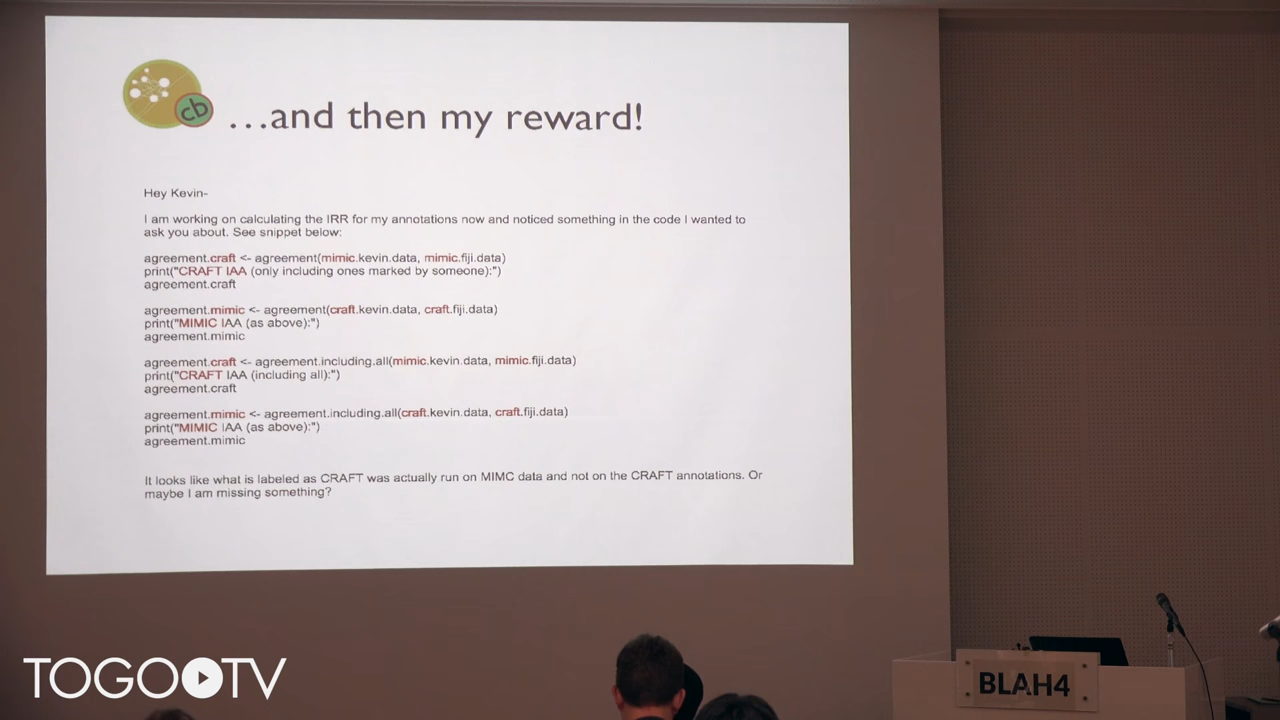 cb
...and then my reward!
Hey Kevin-
I am working on calculating the IRR for my annotations now and noticed something in the code I wanted to
ask you about. See snippet below:
agreement.craft <- agreement(mimic.kevin.data, mimic.fiji.data)
print("CRAFT IAA (only including ones marked by someone):")
agreement.craft
agreement.mimic <- agreement(craft.kevin.data, craft.fiji.data)
print("MIMIC IAA (as above):")
agreement.mimic
agreement.craft <- agreement.including.all(mimic.kevin.data, mimic.fiji.data)
print("CRAFT IAA (including all):")
agreement.craft
agreement.mimic <- agreement.including.all(craft.kevin.data, craft.fiji.data)
print("MIMIC IAA (as above):")
agreement.mimic
It looks like what is labeled as CRAFT was actually run on MIMC data and not on the CRAFT annotations. Or
maybe I am missing something?
TOGOTV
BLAH4